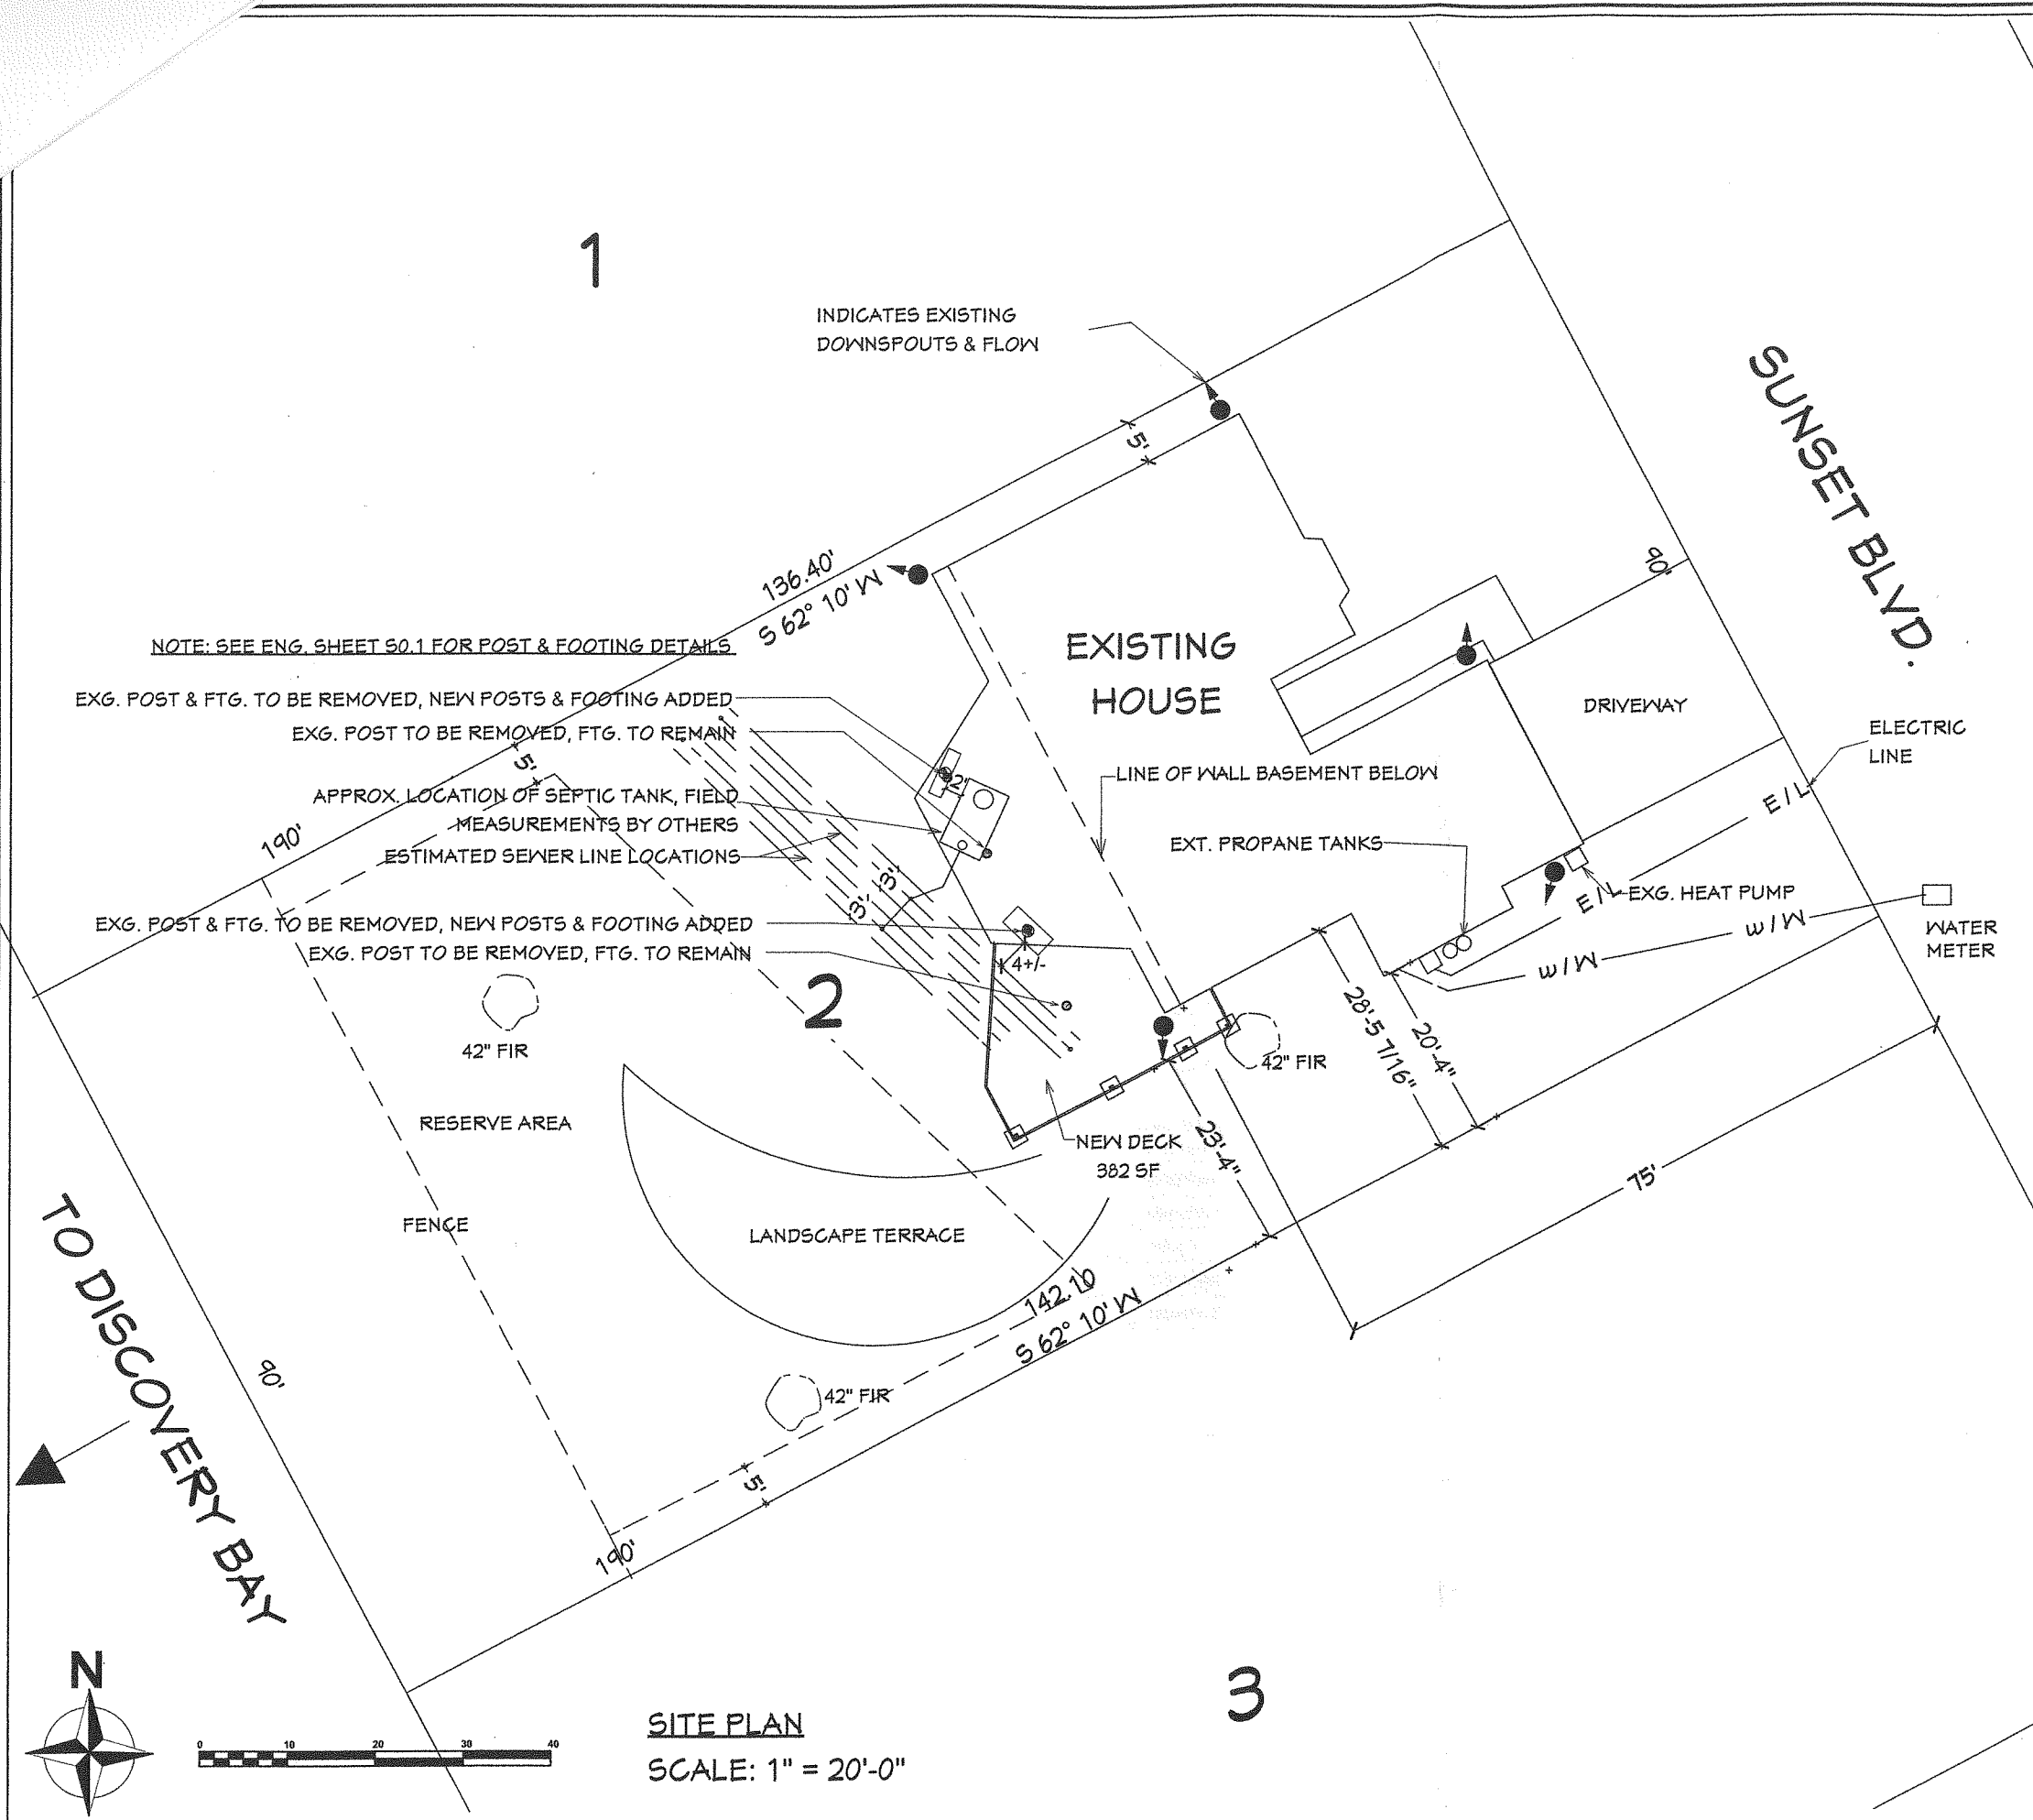 1
INDICATES EXISTING
DOWNSPOUTS & FLOW
SUNSET BLVD.
5'
136.40'
S 62° 10' W
90'
NOTE: SEE ENG. SHEET S0.1 FOR POST & FOOTING DETAILS
EXISTING
HOUSE
EXG. POST & FTG. TO BE REMOVED, NEW POSTS & FOOTING ADDED
EXG. POST TO BE REMOVED, FTG. TO REMAIN
DRIVEWAY
ELECTRIC
LINE
5'
2'
LINE OF WALL BASEMENT BELOW
APPROX. LOCATION OF SEPTIC TANK, FIELD
MEASUREMENTS BY OTHERS
ESTIMATED SEWER LINE LOCATIONS
E / L
190'
EXT. PROPANE TANKS
3'
3'
E / L
EXG. HEAT PUMP
EXG. POST & FTG. TO BE REMOVED, NEW POSTS & FOOTING ADDED
EXG. POST TO BE REMOVED, FTG. TO REMAIN
W / M
W / M
WATER
METER
4+/-
2
28'-5 7/16"
20'-4"
42" FIR
42" FIR
RESERVE AREA
NEW DECK
382 SF
23'-4"
75'
FENCE
LANDSCAPE TERRACE
TO DISCOVERY BAY
142.10
S 62° 10' W
90'
42" FIR
5'
190'
N
3
0 10 20 30 40
SITE PLAN
SCALE: 1" = 20'-0"